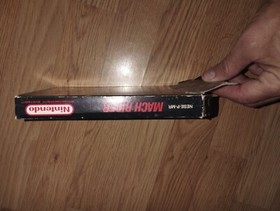 NES-P-MR
MACH RIDER
Nintendo